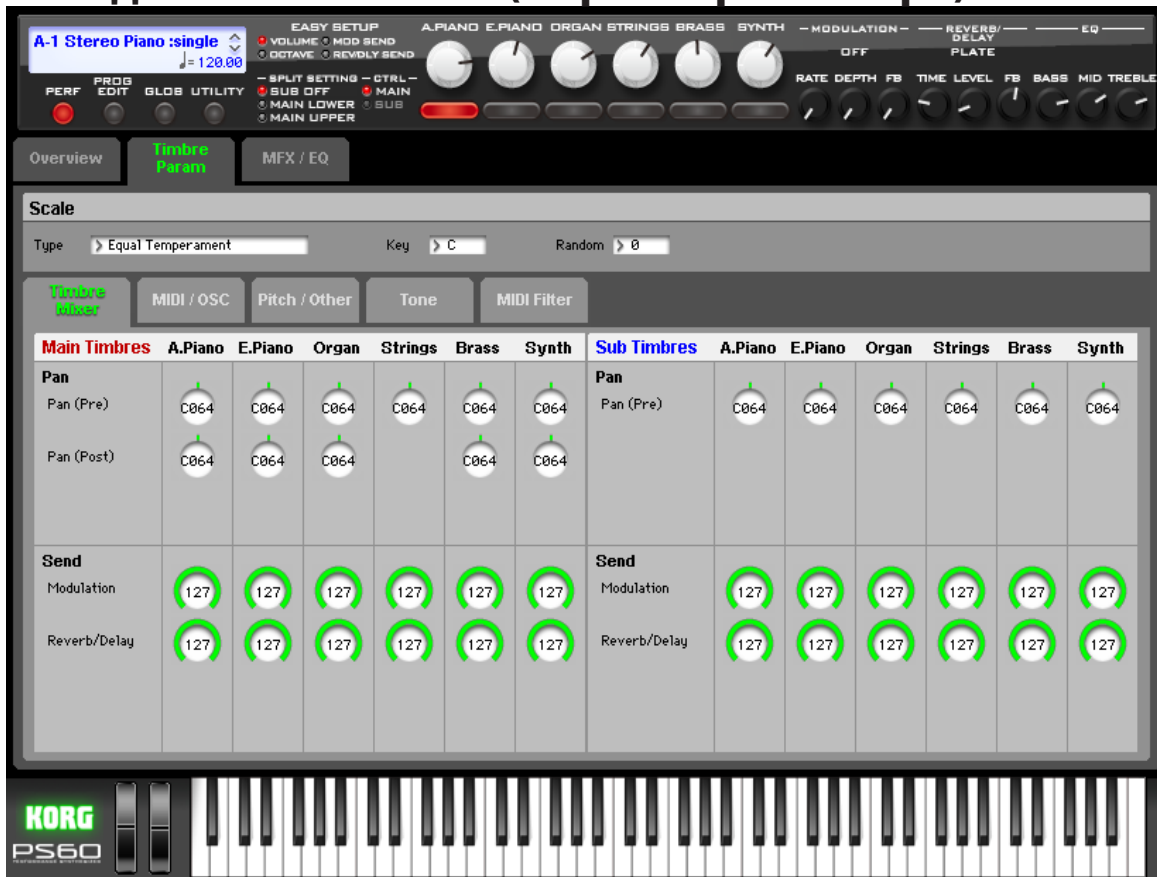 EASY SETUP
A.PIANO E.PIANO ORGAN STRINGS BRASS SYNTH
A-1 Stereo Piano :single
♩= 120.00
VOLUME MOD SEND
OCTAVE REV/DLY SEND
SPLIT SETTING CTRL
SUB OFF MAIN
MAIN LOWER SUB
MAIN UPPER
MODULATION
OFF
REVERB/
DELAY
PLATE
EQ
RATE DEPTH FB TIME LEVEL FB BASS MID TREBLE
PERF PROG EDIT GLOB UTILITY
Overview Timbre Param MFX / EQ
Scale
Type Equal Temperament Key C Random 0
Timbre Mixer MIDI / OSC Pitch / Other Tone MIDI Filter
Main Timbres A.Piano E.Piano Organ Strings Brass Synth Sub Timbres A.Piano E.Piano Organ Strings Brass Synth
Pan Pan
Pan (Pre) C064 C064 C064 C064 C064 C064 Pan (Pre) C064 C064 C064 C064 C064 C064
Pan (Post) C064 C064 C064 C064 C064
Send Send
Modulation 127 127 127 127 127 127 Modulation 127 127 127 127 127 127
Reverb/Delay 127 127 127 127 127 127 Reverb/Delay 127 127 127 127 127 127
KORG
PS60